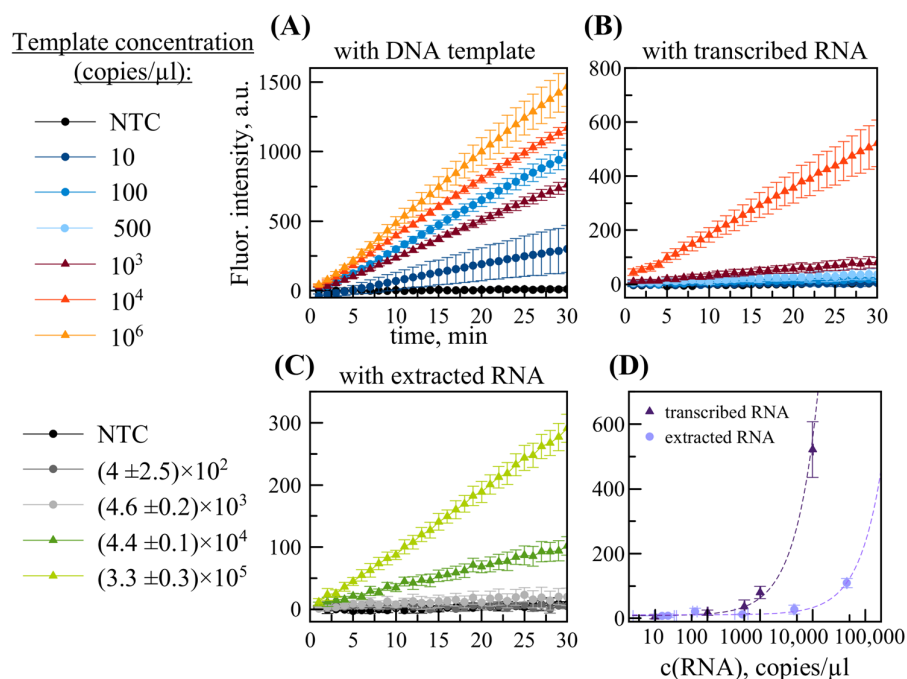 Template concentration
(copies/µl):
NTC
10
100
500
10³
10⁴
10⁶
NTC
(4 ±2.5)×10²
(4.6 ±0.2)×10³
(4.4 ±0.1)×10⁴
(3.3 ±0.3)×10⁵
(A)
with DNA template
Fluor. intensity, a.u.
1500
1000
500
0
0 5 10 15 20 25 30
time, min
(B)
with transcribed RNA
800
600
400
200
0
0 5 10 15 20 25 30
(C)
with extracted RNA
300
200
100
0
0 5 10 15 20 25 30
(D)
transcribed RNA
extracted RNA
600
400
200
0
10 100 1000 10,000 100,000
c(RNA), copies/µl